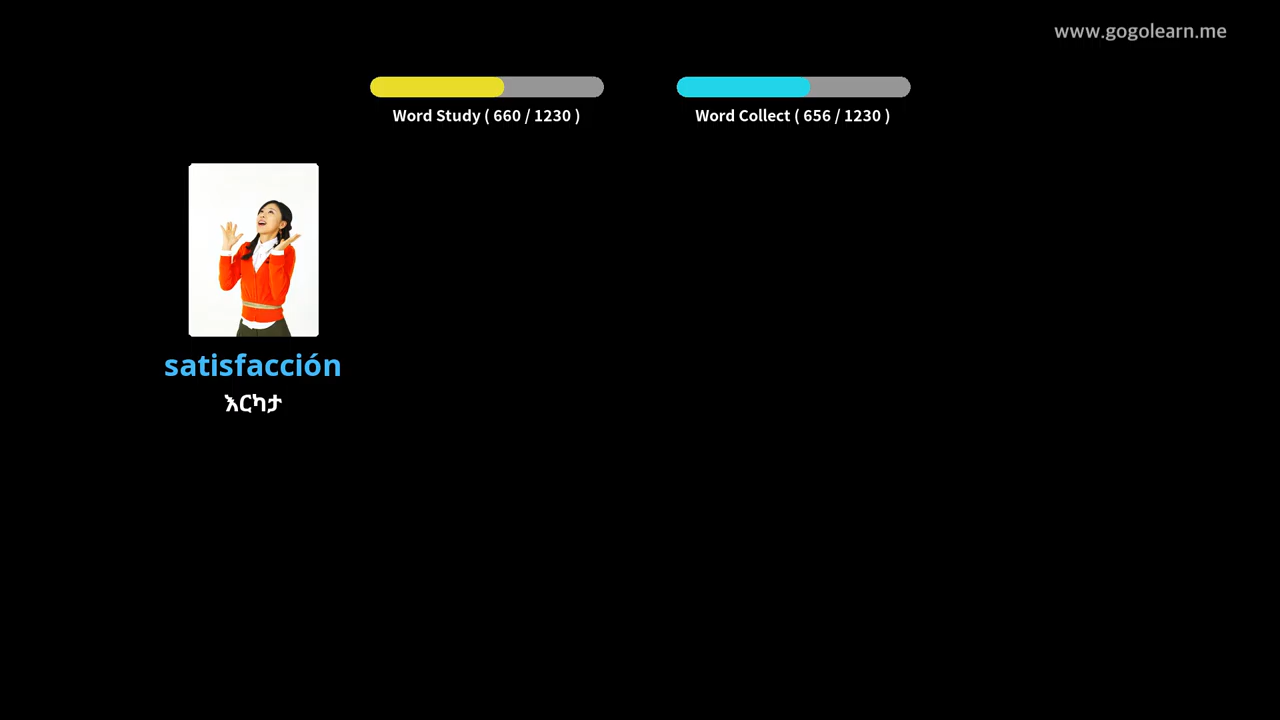 www.gogolearn.me
Word Study ( 660 / 1230 )
Word Collect ( 656 / 1230 )
satisfacción
እርካታ